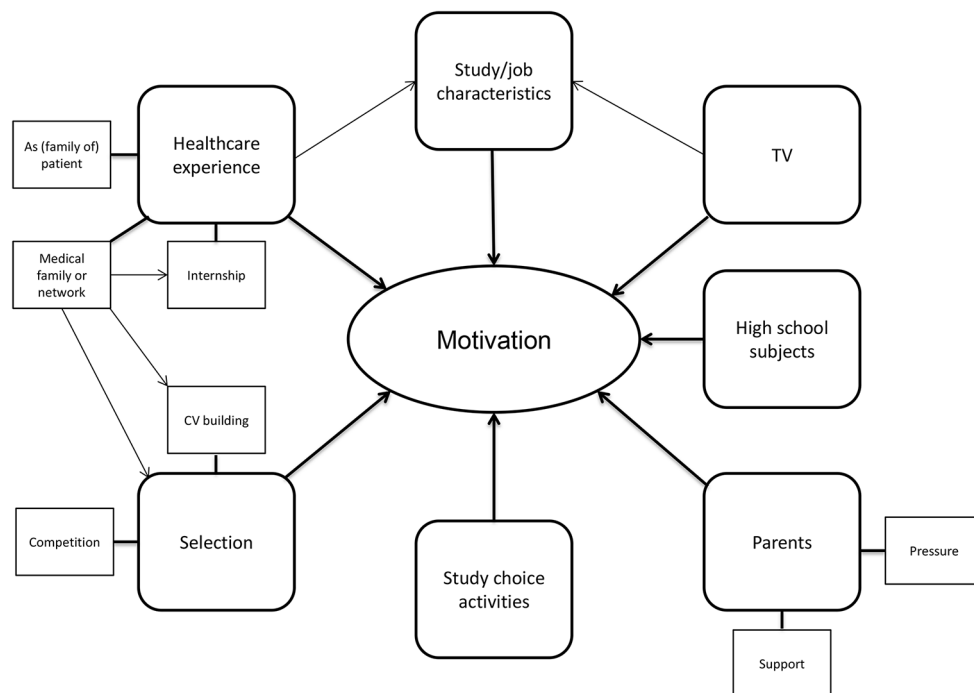 Study/job
characteristics
Healthcare
experience
As (family of)
patient
TV
Medical
family or
network
Internship
Motivation
High school
subjects
CV building
Competition
Selection
Study choice
activities
Parents
Pressure
Support